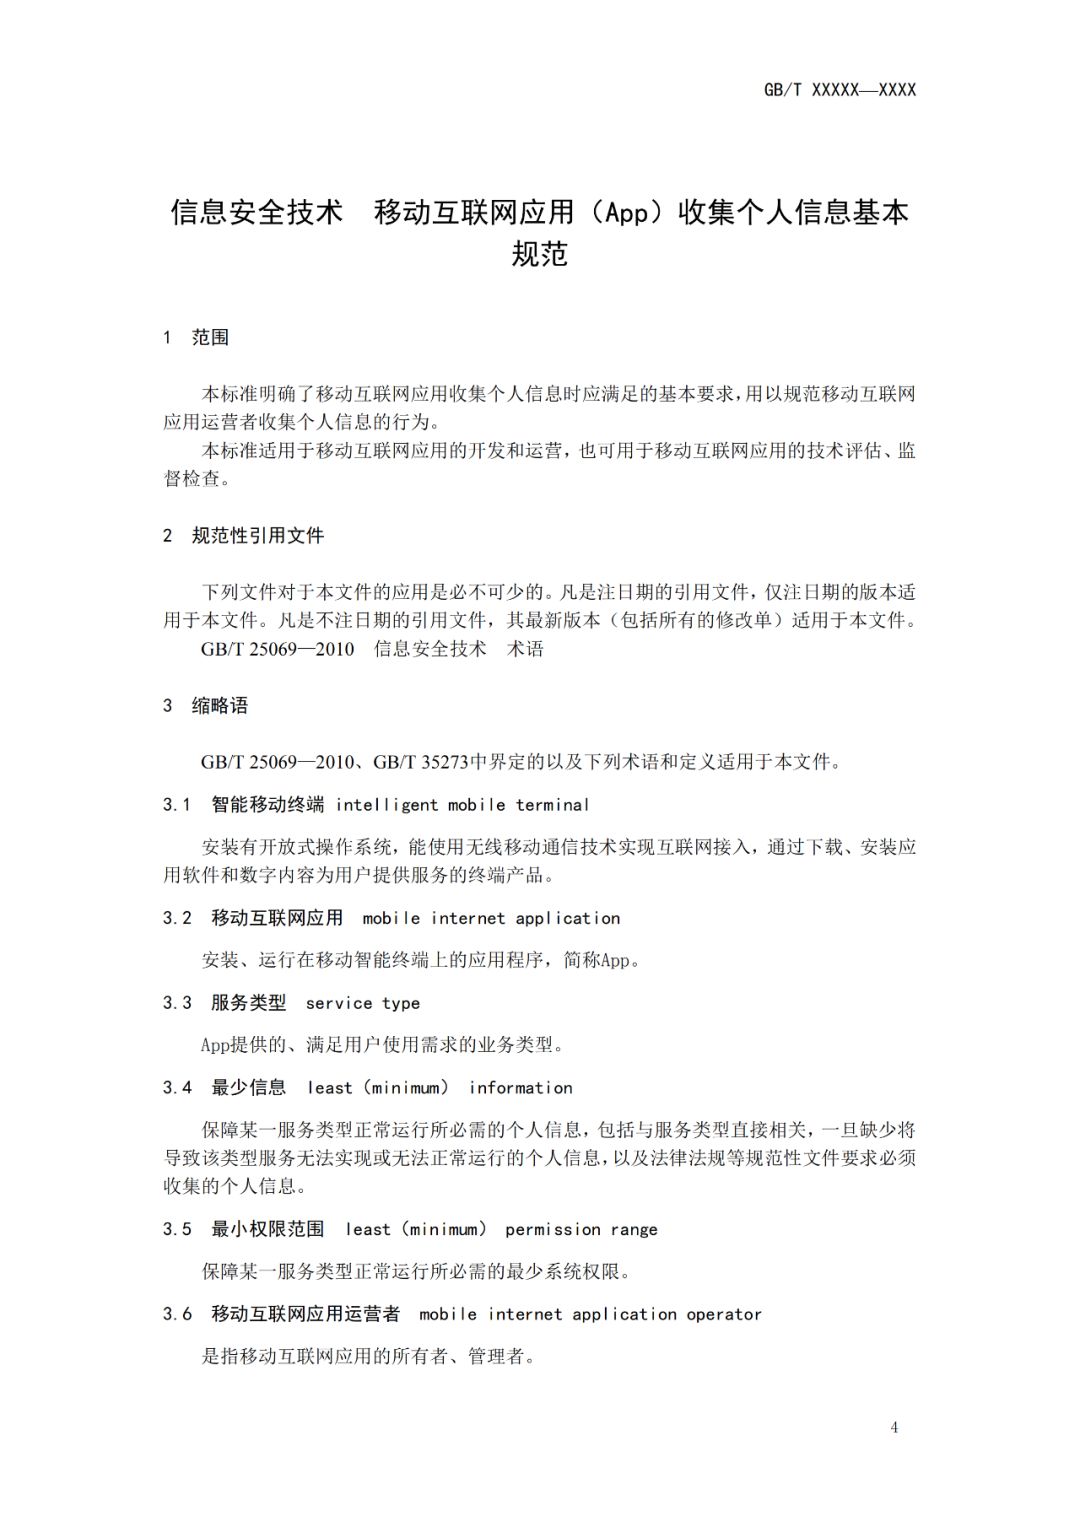 GB/T XXXXX—XXXX
信息安全技术　移动互联网应用（App）收集个人信息基本
规范
1　范围
本标准明确了移动互联网应用收集个人信息时应满足的基本要求，用以规范移动互联网
应用运营者收集个人信息的行为。
本标准适用于移动互联网应用的开发和运营，也可用于移动互联网应用的技术评估、监
督检查。
2　规范性引用文件
下列文件对于本文件的应用是必不可少的。凡是注日期的引用文件，仅注日期的版本适
用于本文件。凡是不注日期的引用文件，其最新版本（包括所有的修改单）适用于本文件。
GB/T 25069—2010　信息安全技术　术语
3　缩略语
GB/T 25069—2010、GB/T 35273中界定的以及下列术语和定义适用于本文件。
3.1　智能移动终端 intelligent mobile terminal
安装有开放式操作系统，能使用无线移动通信技术实现互联网接入，通过下载、安装应
用软件和数字内容为用户提供服务的终端产品。
3.2　移动互联网应用　mobile internet application
安装、运行在移动智能终端上的应用程序，简称App。
3.3　服务类型　service type
App提供的、满足用户使用需求的业务类型。
3.4　最少信息　least（minimum） information
保障某一服务类型正常运行所必需的个人信息，包括与服务类型直接相关，一旦缺少将
导致该类型服务无法实现或无法正常运行的个人信息，以及法律法规等规范性文件要求必须
收集的个人信息。
3.5　最小权限范围　least（minimum） permission range
保障某一服务类型正常运行所必需的最少系统权限。
3.6　移动互联网应用运营者　mobile internet application operator
是指移动互联网应用的所有者、管理者。
4